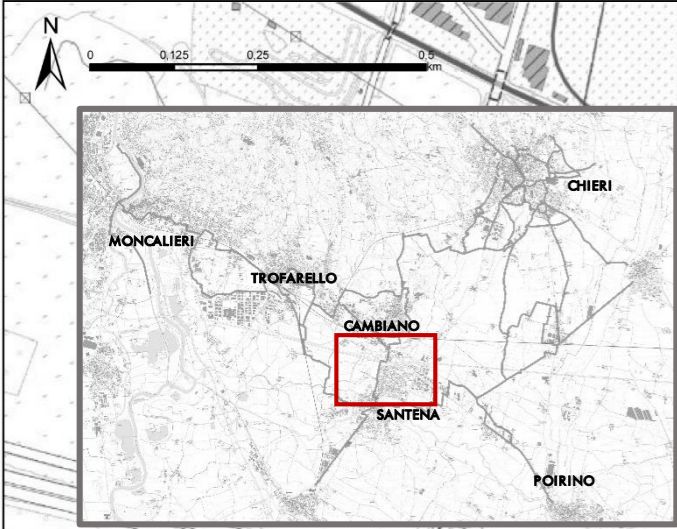 N
0 0,125 0,25 0,5
km
CHIERI
MONCALIERI
TROFARELLO
CAMBIANO
SANTENA
POIRINO